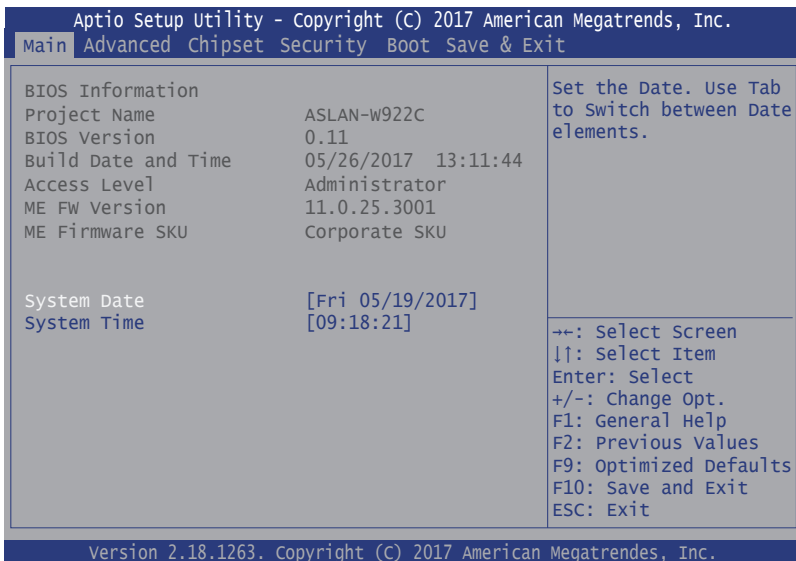 Aptio Setup Utility - Copyright (C) 2017 American Megatrends, Inc.
Main Advanced Chipset Security Boot Save & Exit
BIOS Information
Project Name ASLAN-W922C
BIOS Version 0.11
Build Date and Time 05/26/2017 13:11:44
Access Level Administrator
ME FW Version 11.0.25.3001
ME Firmware SKU Corporate SKU
System Date [Fri 05/19/2017]
System Time [09:18:21]
Set the Date. Use Tab
to Switch between Date
elements.
→←: Select Screen
↓↑: Select Item
Enter: Select
+/-: Change Opt.
F1: General Help
F2: Previous Values
F9: Optimized Defaults
F10: Save and Exit
ESC: Exit
Version 2.18.1263. Copyright (C) 2017 American Megatrendes, Inc.